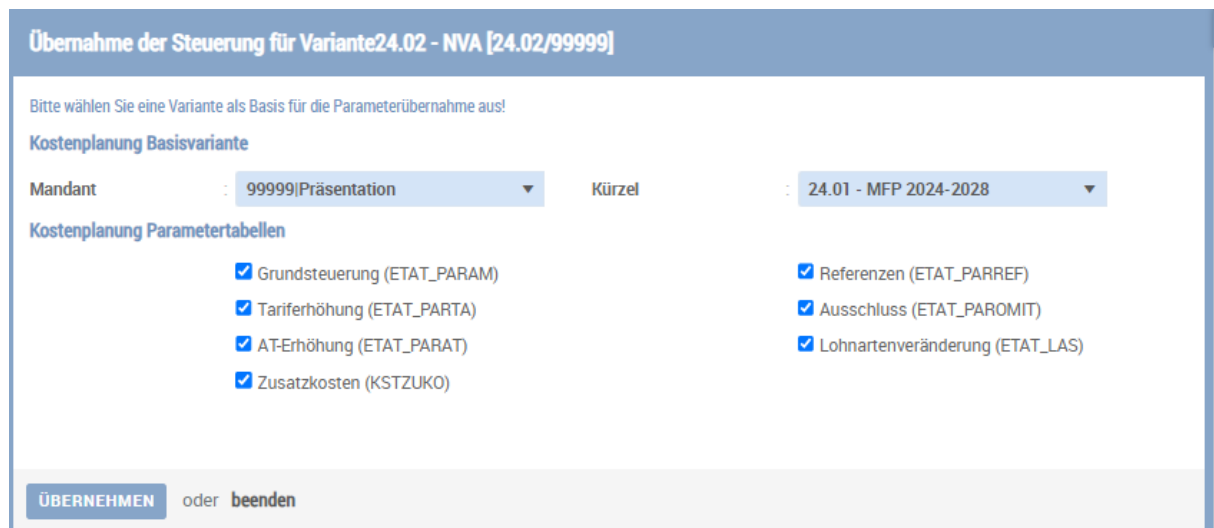 Übernahme der Steuerung für Variante24.02 - NVA [24.02/99999]
Bitte wählen Sie eine Variante als Basis für die Parameterübernahme aus!
Kostenplanung Basisvariante
Mandant : 99999|Präsentation Kürzel : 24.01 - MFP 2024-2028
Kostenplanung Parametertabellen
Grundsteuerung (ETAT_PARAM) Referenzen (ETAT_PARREF)
Tariferhöhung (ETAT_PARTA) Ausschluss (ETAT_PAROMIT)
AT-Erhöhung (ETAT_PARAT) Lohnartenveränderung (ETAT_LAS)
Zusatzkosten (KSTZUKO)
ÜBERNEHMEN oder beenden